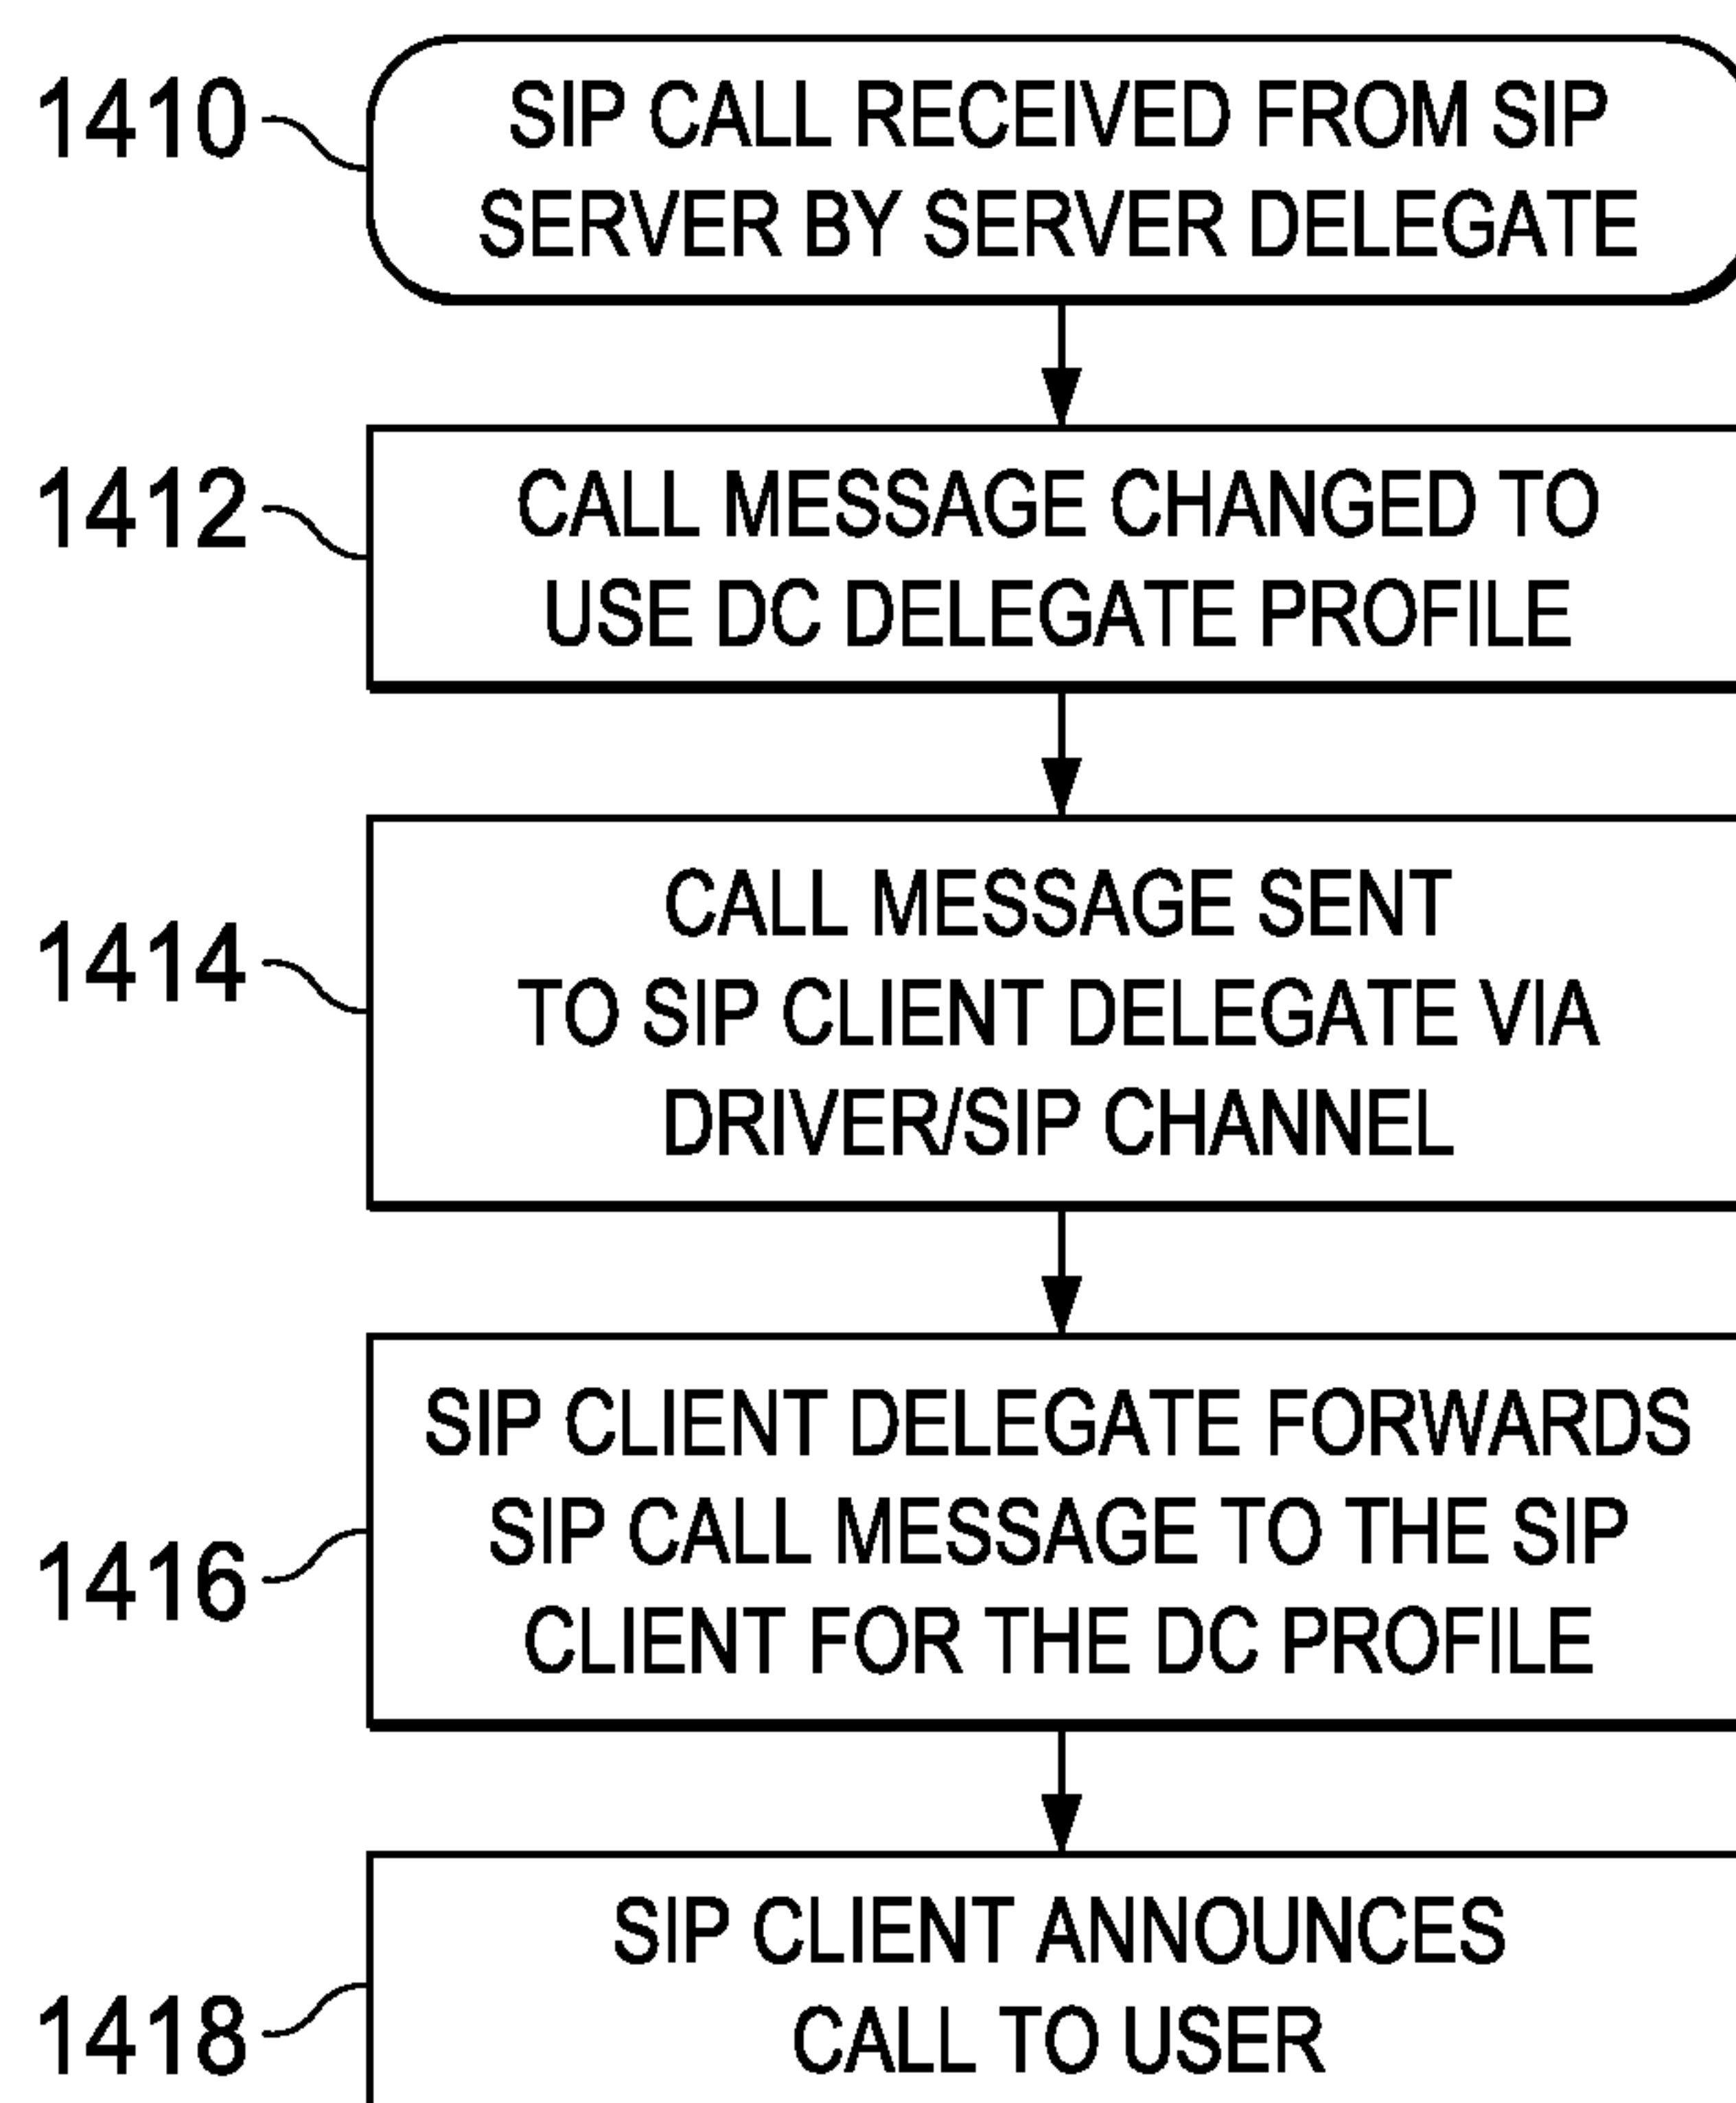 1410
SIP CALL RECEIVED FROM SIP
SERVER BY SERVER DELEGATE
1412
CALL MESSAGE CHANGED TO
USE DC DELEGATE PROFILE
1414
CALL MESSAGE SENT
TO SIP CLIENT DELEGATE VIA
DRIVER/SIP CHANNEL
1416
SIP CLIENT DELEGATE FORWARDS
SIP CALL MESSAGE TO THE SIP
CLIENT FOR THE DC PROFILE
1418
SIP CLIENT ANNOUNCES
CALL TO USER